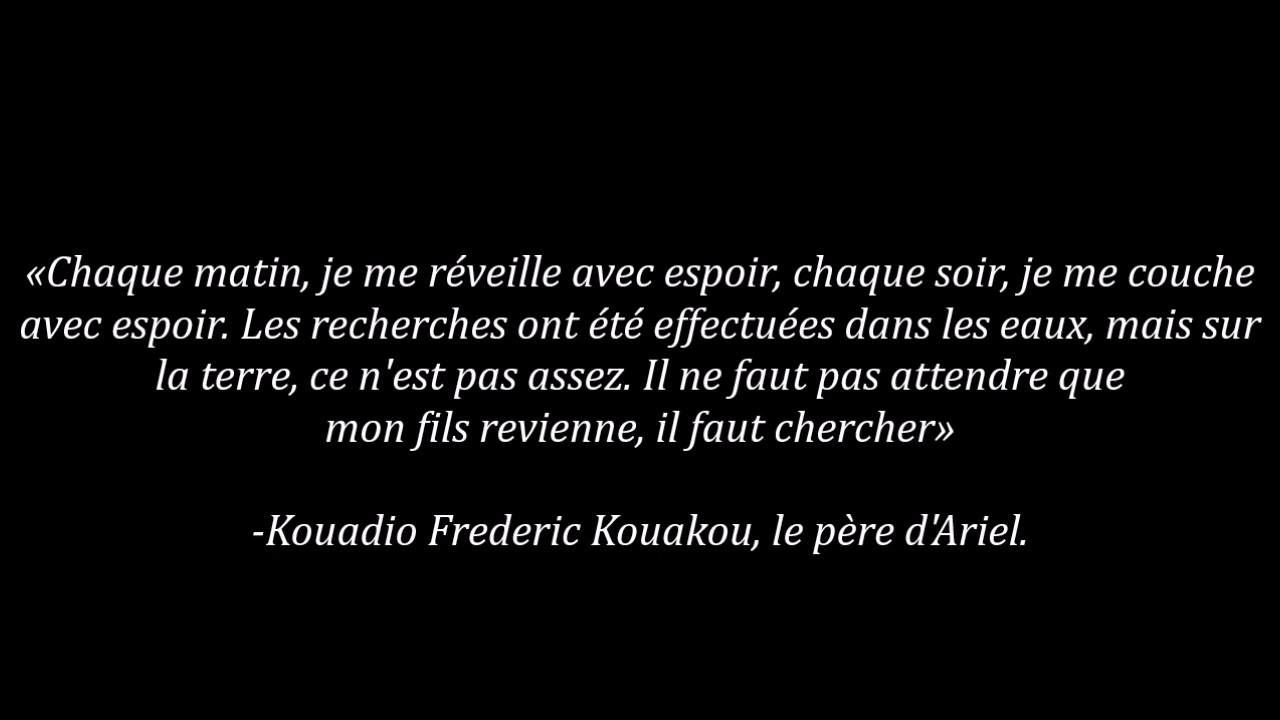 «Chaque matin, je me réveille avec espoir, chaque soir, je me couche
avec espoir. Les recherches ont été effectuées dans les eaux, mais sur
la terre, ce n'est pas assez. Il ne faut pas attendre que
mon fils revienne, il faut chercher»
-Kouadio Frederic Kouakou, le père d'Ariel.